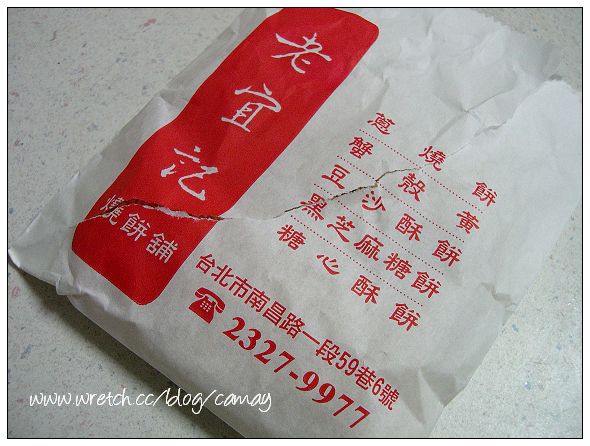 老宜記
燒餅舖
蔥燒餅
蟹殼黃
豆沙酥餅
黑芝麻糖餅
糖心酥餅
台北市南昌路一段59巷6號
☎2327-9977
www.wretch.cc/blog/camay